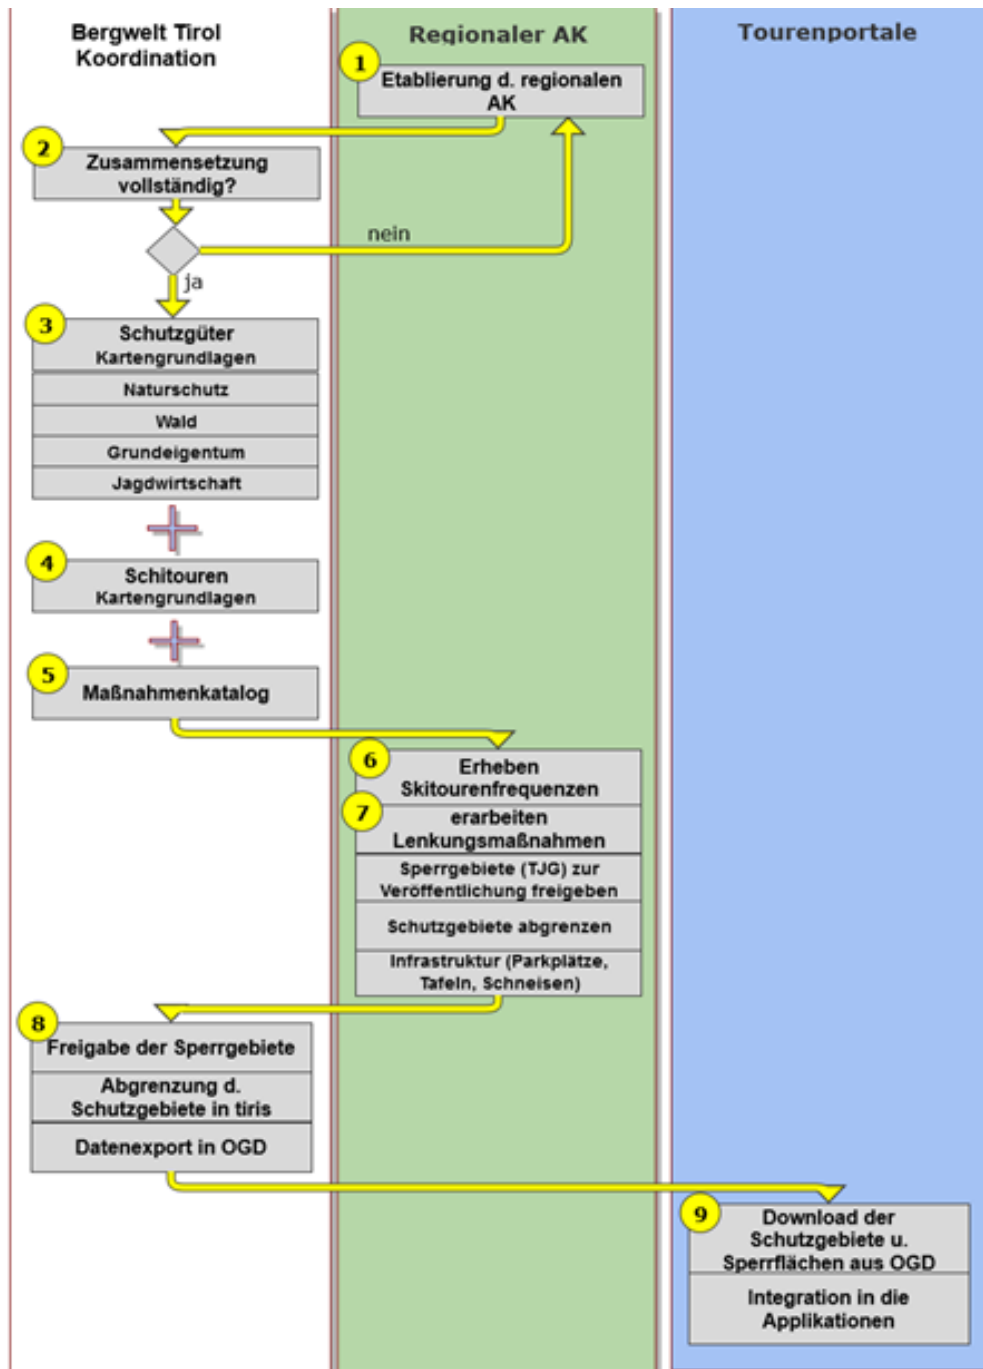 Bergwelt Tirol
Koordination
Regionaler AK
Tourenportale
1
Etablierung d. regionalen
AK
2
Zusammensetzung
vollständig?
nein
ja
3
Schutzgüter
Kartengrundlagen
Naturschutz
Wald
Grundeigentum
Jagdwirtschaft
4
Schitouren
Kartengrundlagen
5
Maßnahmenkatalog
6
Erheben
Skitourenfrequenzen
7
erarbeiten
Lenkungsmaßnahmen
Sperrgebiete (TJG) zur
Veröffentlichung freigeben
Schutzgebiete abgrenzen
Infrastruktur (Parkplätze,
Tafeln, Schneisen)
8
Freigabe der Sperrgebiete
Abgrenzung d.
Schutzgebiete in tiris
Datenexport in OGD
9
Download der
Schutzgebiete u.
Sperrflächen aus OGD
Integration in die
Applikationen